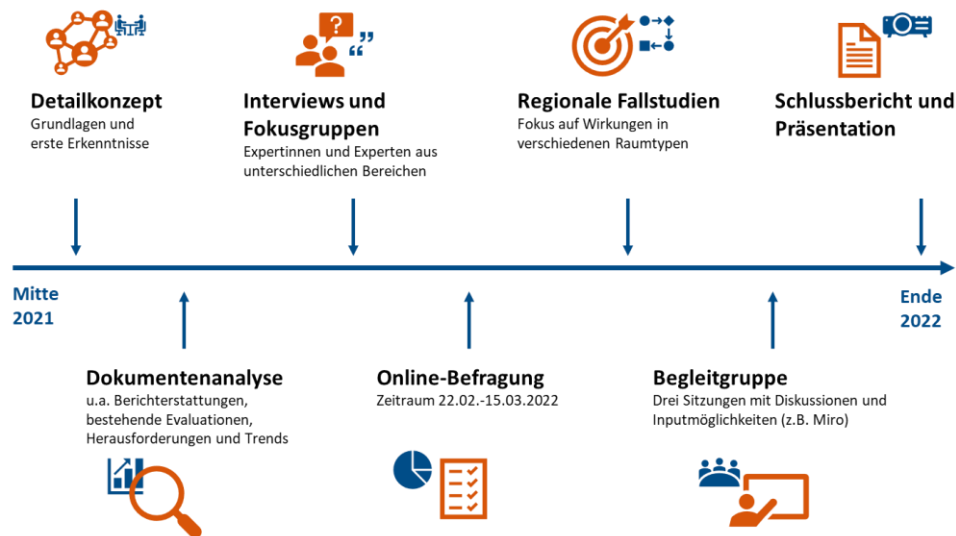 Detailkonzept
Grundlagen und
erste Erkenntnisse
Interviews und
Fokusgruppen
Expertinnen und Experten aus
unterschiedlichen Bereichen
Regionale Fallstudien
Fokus auf Wirkungen in
verschiedenen Raumtypen
Schlussbericht und
Präsentation
Mitte
2021
Ende
2022
Dokumentenanalyse
u.a. Berichterstattungen,
bestehende Evaluationen,
Herausforderungen und Trends
Online-Befragung
Zeitraum 22.02.-15.03.2022
Begleitgruppe
Drei Sitzungen mit Diskussionen und
Inputmöglichkeiten (z.B. Miro)